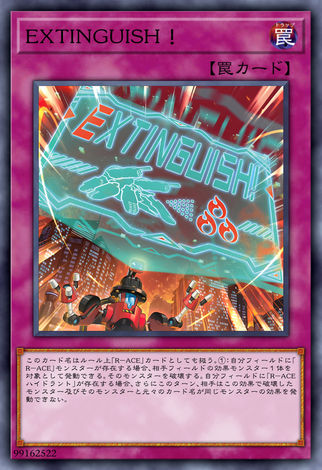 EXTINGUISH！
トラップ
罠
【罠カード】
EXTINGUISH!
このカード名はルール上「R－ACE」カードとしても扱う。①：自分フィールドに「
R－ACE」モンスターが存在する場合、相手フィールドの効果モンスター１体を
対象として発動できる。そのモンスターを破壊する。自分フィールドに「R－ACE
ハイドラント」が存在する場合、さらにこのターン、相手はこの効果で破壊した
モンスター及びそのモンスターと元々のカード名が同じモンスターの効果を発
動できない。
99162522